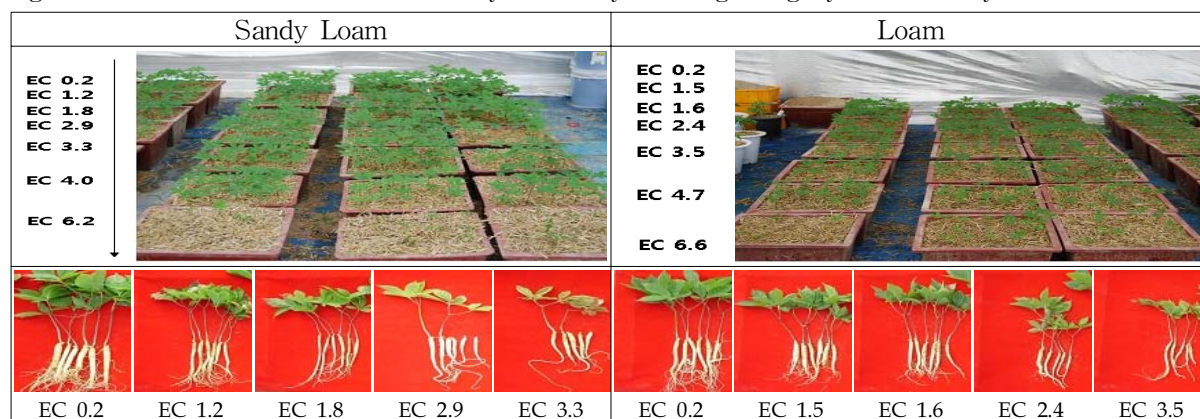 Sandy Loam
Loam
EC 0.2
EC 1.2
EC 1.8
EC 2.9
EC 3.3
EC 4.0
EC 6.2
EC 0.2
EC 1.5
EC 1.6
EC 2.4
EC 3.5
EC 4.7
EC 6.6
EC 0.2 EC 1.2 EC 1.8 EC 2.9 EC 3.3 EC 0.2 EC 1.5 EC 1.6 EC 2.4 EC 3.5